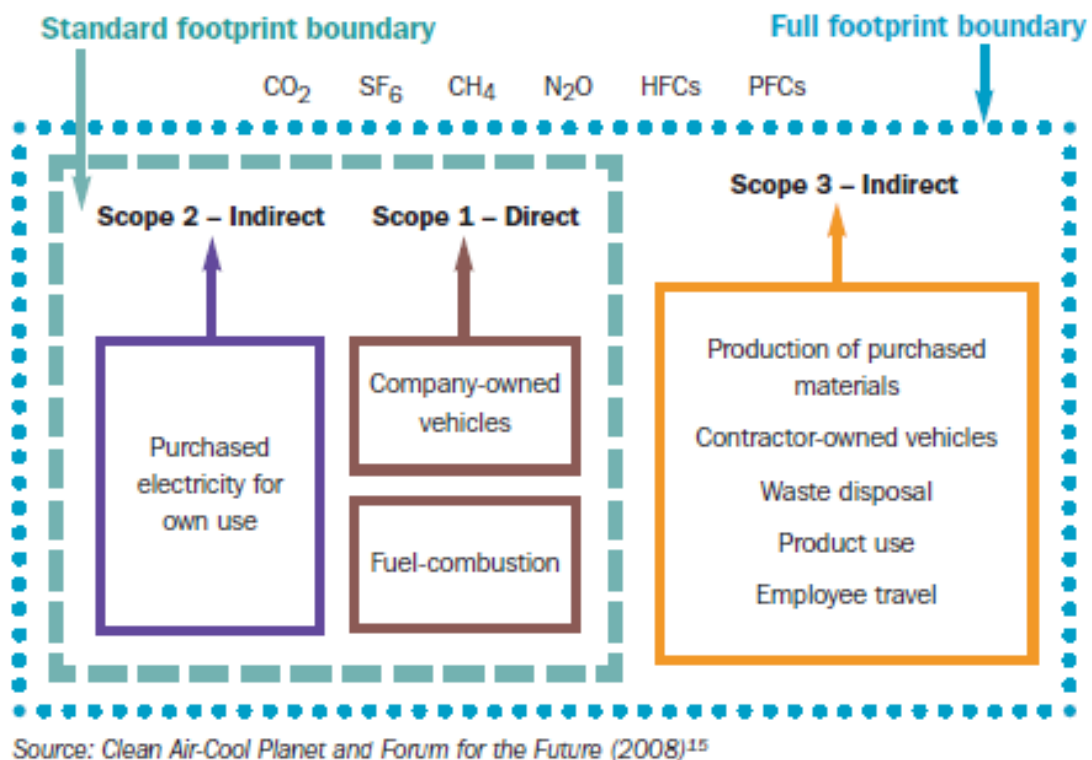 Standard footprint boundary
Full footprint boundary
CO₂ SF₆ CH₄ N₂O HFCs PFCs
Scope 2 – Indirect
Scope 1 – Direct
Scope 3 – Indirect
Purchased
electricity for
own use
Company-owned
vehicles
Fuel-combustion
Production of purchased
materials
Contractor-owned vehicles
Waste disposal
Product use
Employee travel
Source: Clean Air-Cool Planet and Forum for the Future (2008)¹⁵